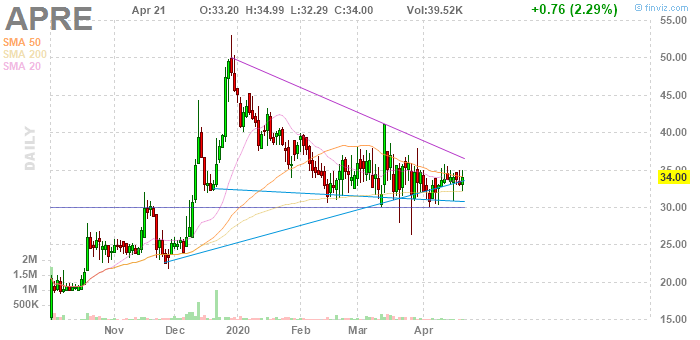 APRE
Apr 21
O:33.20 H:34.99 L:32.29 C:34.00
Vol:39.52K
+0.76 (2.29%)
© finviz.com
SMA 50
SMA 200
SMA 20
DAILY
55.00
50.00
45.00
40.00
35.00
34.00
30.00
25.00
20.00
15.00
2M
1.5M
1M
500K
Nov Dec 2020 Feb Mar Apr